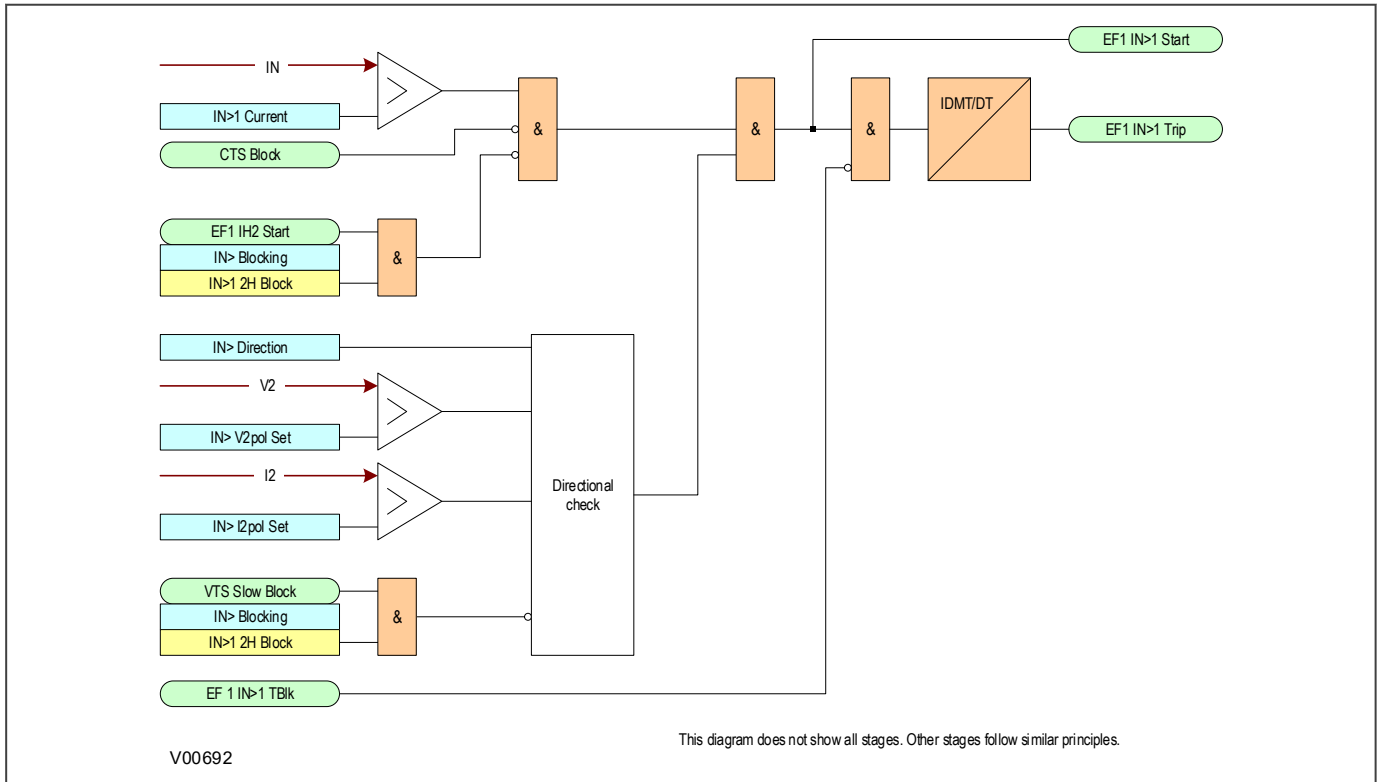 IN
IN>1 Current
CTS Block
&
&
&
IDMT/DT
EF1 IN>1 Start
EF1 IN>1 Trip
EF1 IH2 Start
IN> Blocking
IN>1 2H Block
&
IN> Direction
V2
IN> V2pol Set
I2
IN> I2pol Set
Directional
check
VTS Slow Block
IN> Blocking
IN>1 2H Block
&
EF 1 IN>1 TBlk
This diagram does not show all stages. Other stages follow similar principles.
V00692